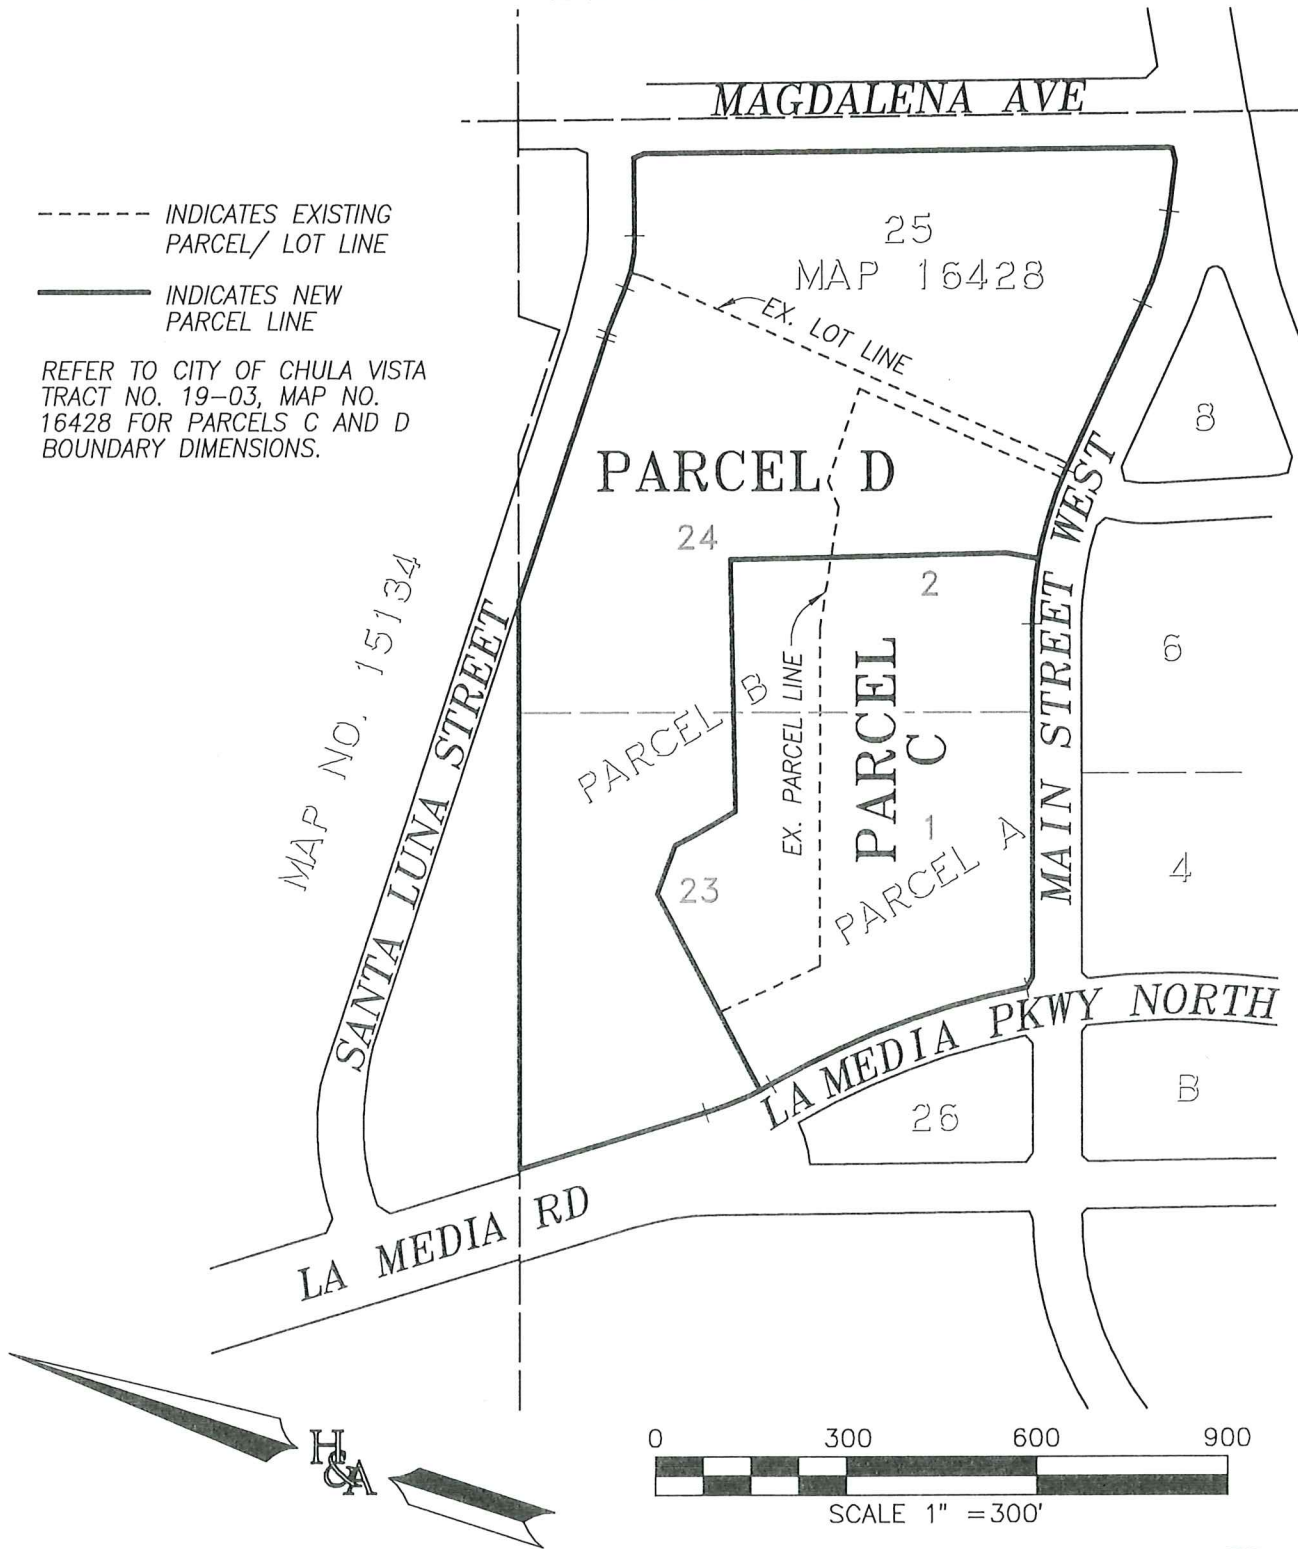 MAGDALENA AVE
INDICATES EXISTING
PARCEL/ LOT LINE
INDICATES NEW
PARCEL LINE
REFER TO CITY OF CHULA VISTA
TRACT NO. 19-03, MAP NO.
16428 FOR PARCELS C AND D
BOUNDARY DIMENSIONS.
25
MAP 16428
EX. LOT LINE
8
PARCEL D
24
2
MAP NO. 15134
SANTA LUNA STREET
PARCEL B
EX. PARCEL LINE
PARCEL
C
1
PARCEL A
23
MAIN STREET WEST
6
4
LA MEDIA PKWY NORTH
26
B
LA MEDIA RD
H&A
0 300 600 900
SCALE 1" =300'